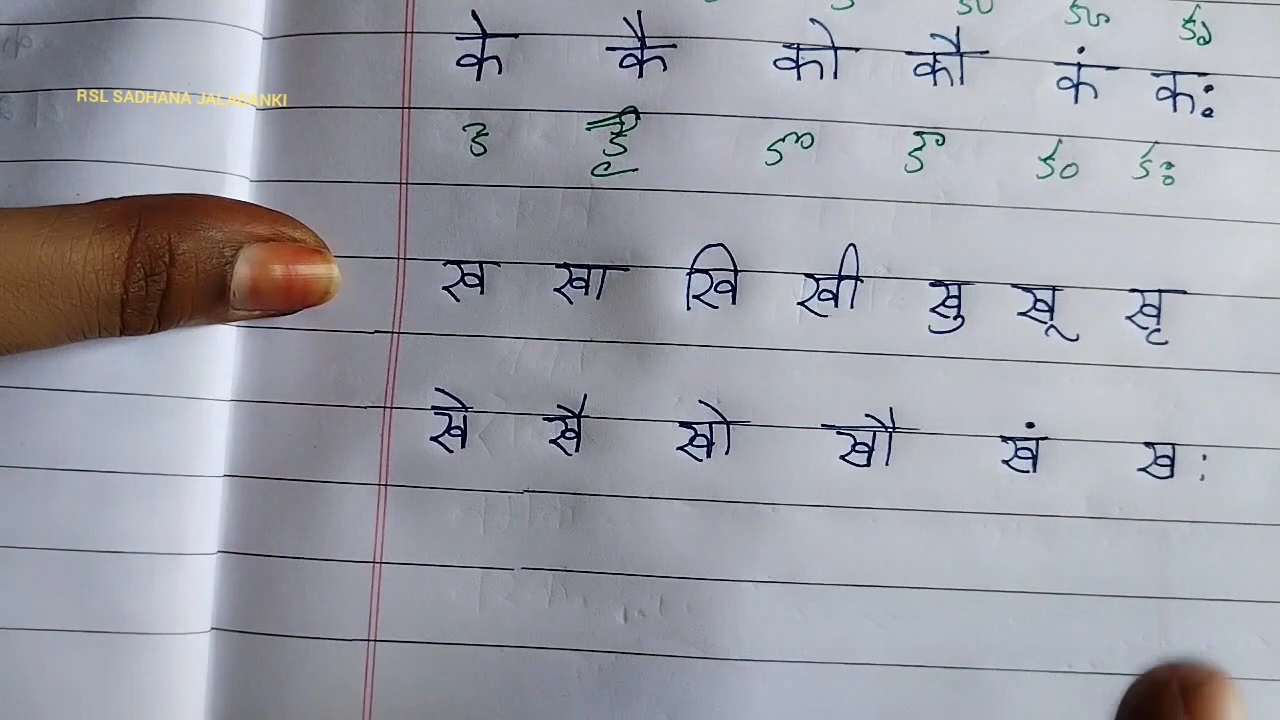 के कै को कौ कं कः
RSL SADHANA JALADANKI
కై కౌ కం కః
ख खा खि खी खु खू खृ
खे खै खो खौ खं खः